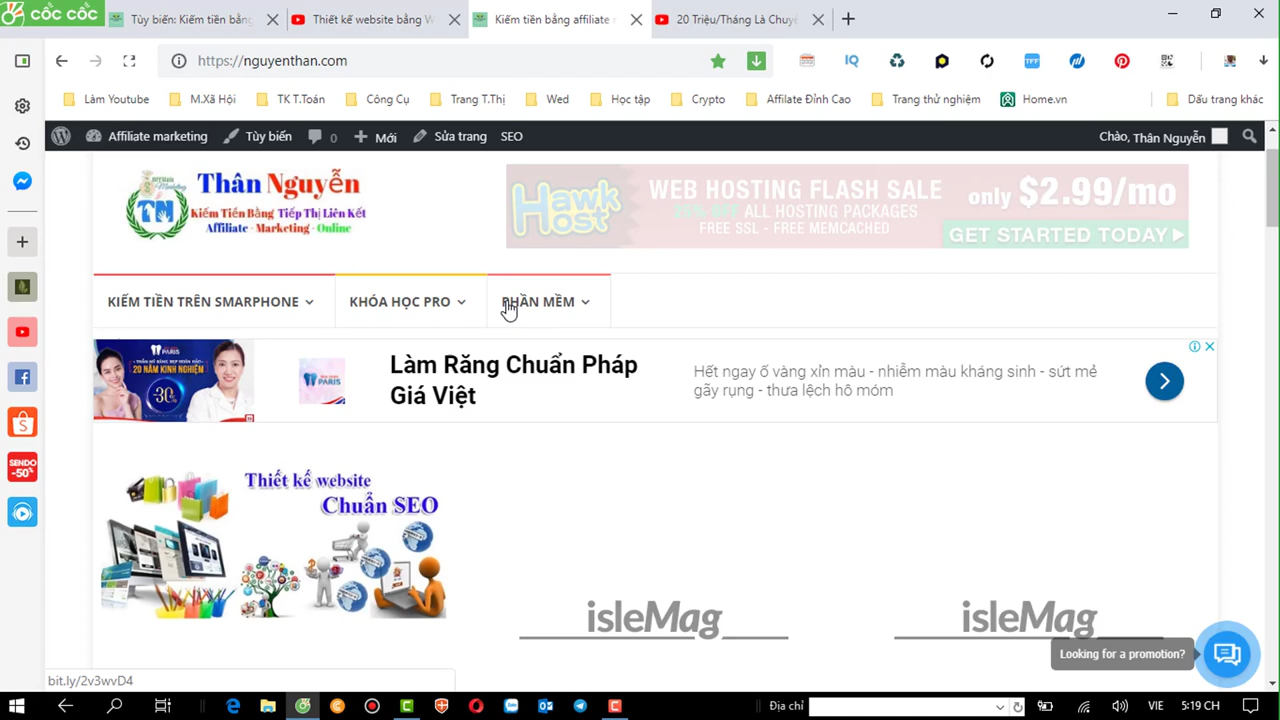 cốc cốc
Tùy biến: Kiếm tiền bằng
Thiết kế website bằng W
Kiếm tiền bằng affiliate
20 Triệu/Tháng Là Chuyệ
https://nguyenthan.com
IQ
TFF
Làm Youtube
M.Xã Hội
TK T.Toán
Công Cụ
Trang T.Thị
Wed
Học tập
Crypto
Affilate Đỉnh Cao
Trang thử nghiệm
Home.vn
Dấu trang khác
Affiliate marketing
Tùy biến
0
Mới
Sửa trang
SEO
Chào, Thân Nguyễn
TN
Thân Nguyễn
Kiếm Tiền Bằng Tiếp Thị Liên Kết
Affiliate - Marketing - Online
Hawk Host
WEB HOSTING FLASH SALE
ALL HOSTING PACKAGES
FREE SSL - FREE MEMCACHED
only $2.99/mo
GET STARTED TODAY
KIẾM TIỀN TRÊN SMARPHONE
KHÓA HỌC PRO
PHẦN MỀM
PARIS
20 NĂM KINH NGHIỆM
-30%
PARIS
Làm Răng Chuẩn Pháp
Giá Việt
Hết ngay ố vàng xỉn màu - nhiễm màu kháng sinh - sứt mẻ
gãy rụng - thưa lệch hô móm
SENDO
-50%
Thiết kế website
Chuẩn SEO
isleMag
isleMag
Looking for a promotion?
bit.ly/2v3wvD4
Địa chỉ
VIE
5:19 CH